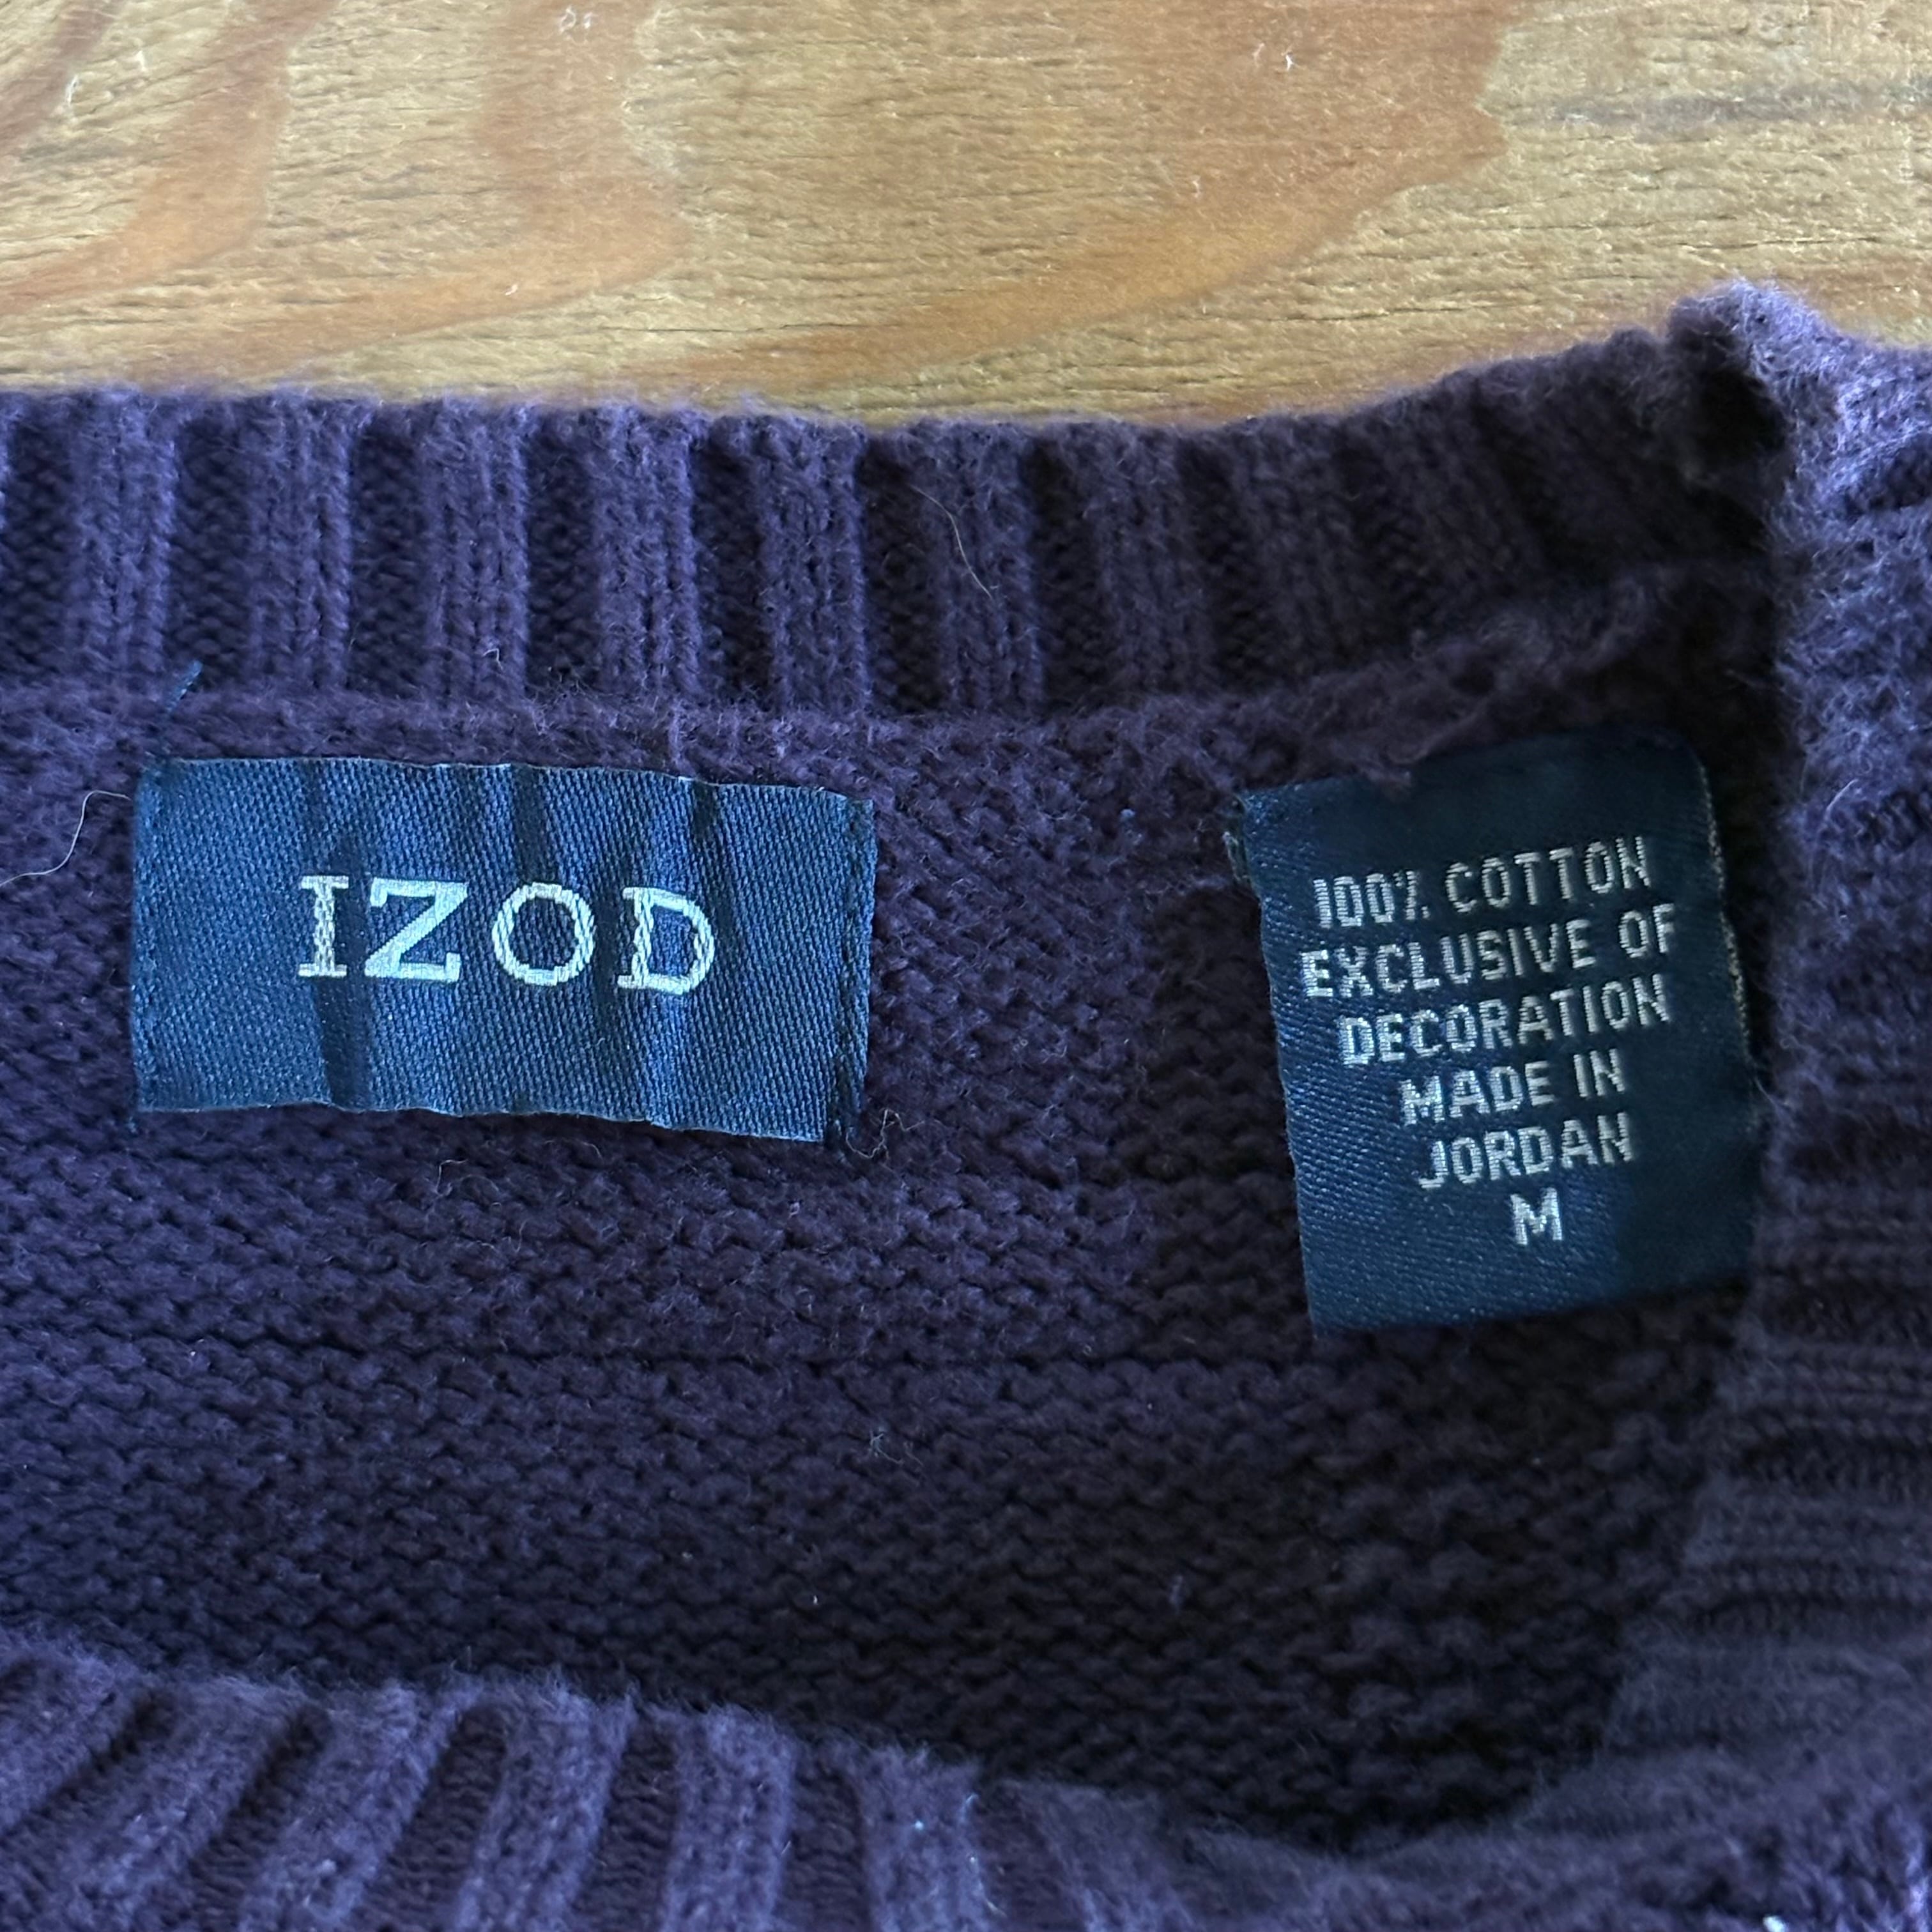 IZOD
100% COTTON
EXCLUSIVE OF
DECORATION
MADE IN
JORDAN
M